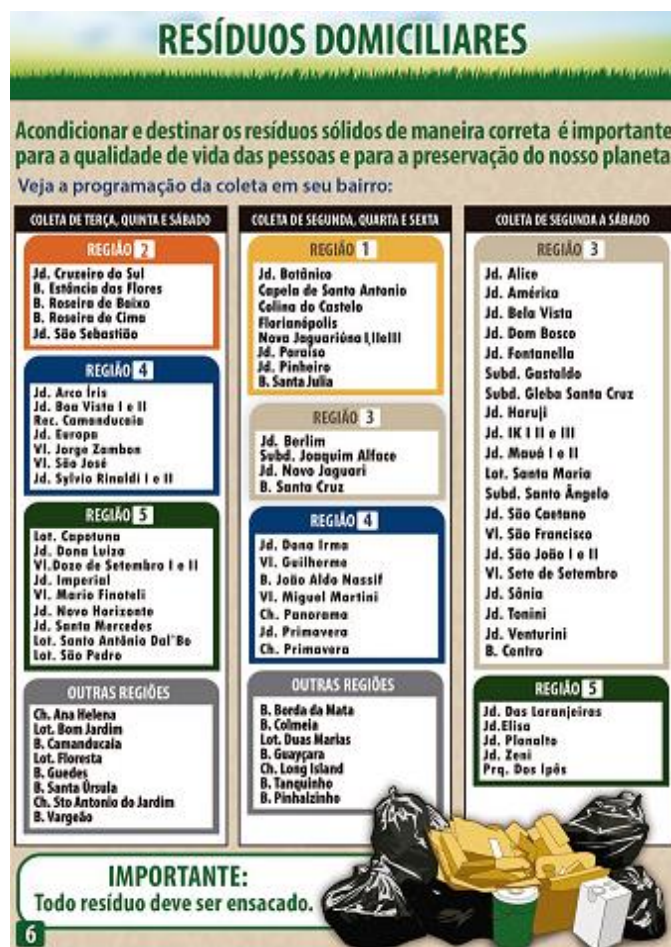 RESÍDUOS DOMICILIARES
Acondicionar e destinar os resíduos sólidos de maneira correta é importante
para a qualidade de vida das pessoas e para a preservação do nosso planeta
Veja a programação da coleta em seu bairro:
COLETA DE TERÇA, QUINTA E SÁBADO
REGIÃO 2
Jd. Cruzeiro do Sul
B. Estância das Flores
B. Roseira de Baixo
B. Roseira de Cima
Jd. São Sebastião
REGIÃO 4
Jd. Arco Íris
Jd. Boa Vista I e II
Rec. Camanducaia
Jd. Europa
Vl. Jorge Zambon
Vl. São José
Jd. Sylvio Rinaldi I e II
REGIÃO 5
Lot. Capotuna
Jd. Dona Luiza
Vl.Doze de Setembro I e II
Jd. Imperial
Vl. Mario Finoteli
Jd. Novo Horizonte
Jd. Santa Mercedes
Lot. Santo Antônio Dal'Bo
Lot. São Pedro
OUTRAS REGIÕES
Ch. Ana Helena
Lot. Bom Jardim
B. Camanducaia
Lot. Floresta
B. Guedes
B. Santa Úrsula
Ch. Sto Antonio do Jardim
B. Vargeão
COLETA DE SEGUNDA, QUARTA E SEXTA
REGIÃO 1
Jd. Botânico
Capela de Santo Antonio
Colina do Castelo
Florianópolis
Nova Jaguariúna I,IIeIII
Jd. Paraiso
Jd. Pinheiro
B. Santa Julia
REGIÃO 3
Jd. Berlim
Subd. Joaquim Alface
Jd. Novo Jaguari
B. Santa Cruz
REGIÃO 4
Jd. Dona Irma
Vl. Guilherme
B. João Aldo Nassif
Vl. Miguel Martini
Ch. Panorama
Jd. Primavera
Ch. Primavera
OUTRAS REGIÕES
B. Borda da Mata
B. Colmeia
Lot. Duas Marias
B. Guayçara
Ch. Long Island
B. Tanquinho
B. Pinhalzinho
COLETA DE SEGUNDA A SÁBADO
REGIÃO 3
Jd. Alice
Jd. América
Jd. Bela Vista
Jd. Dom Bosco
Jd. Fontanella
Subd. Gastaldo
Subd. Gleba Santa Cruz
Jd. Haruji
Jd. IK I II e III
Jd. Mauá I e II
Lot. Santa Maria
Subd. Santo Ângelo
Jd. São Caetano
Vl. São Francisco
Jd. São João I e II
Vl. Sete de Setembro
Jd. Sônia
Jd. Tonini
Jd. Venturini
B. Centro
REGIÃO 5
Jd. Das Laranjeiras
Jd.Elisa
Jd. Planalto
Jd. Zeni
Prq. Dos Ipês
IMPORTANTE:
Todo resíduo deve ser ensacado.
6